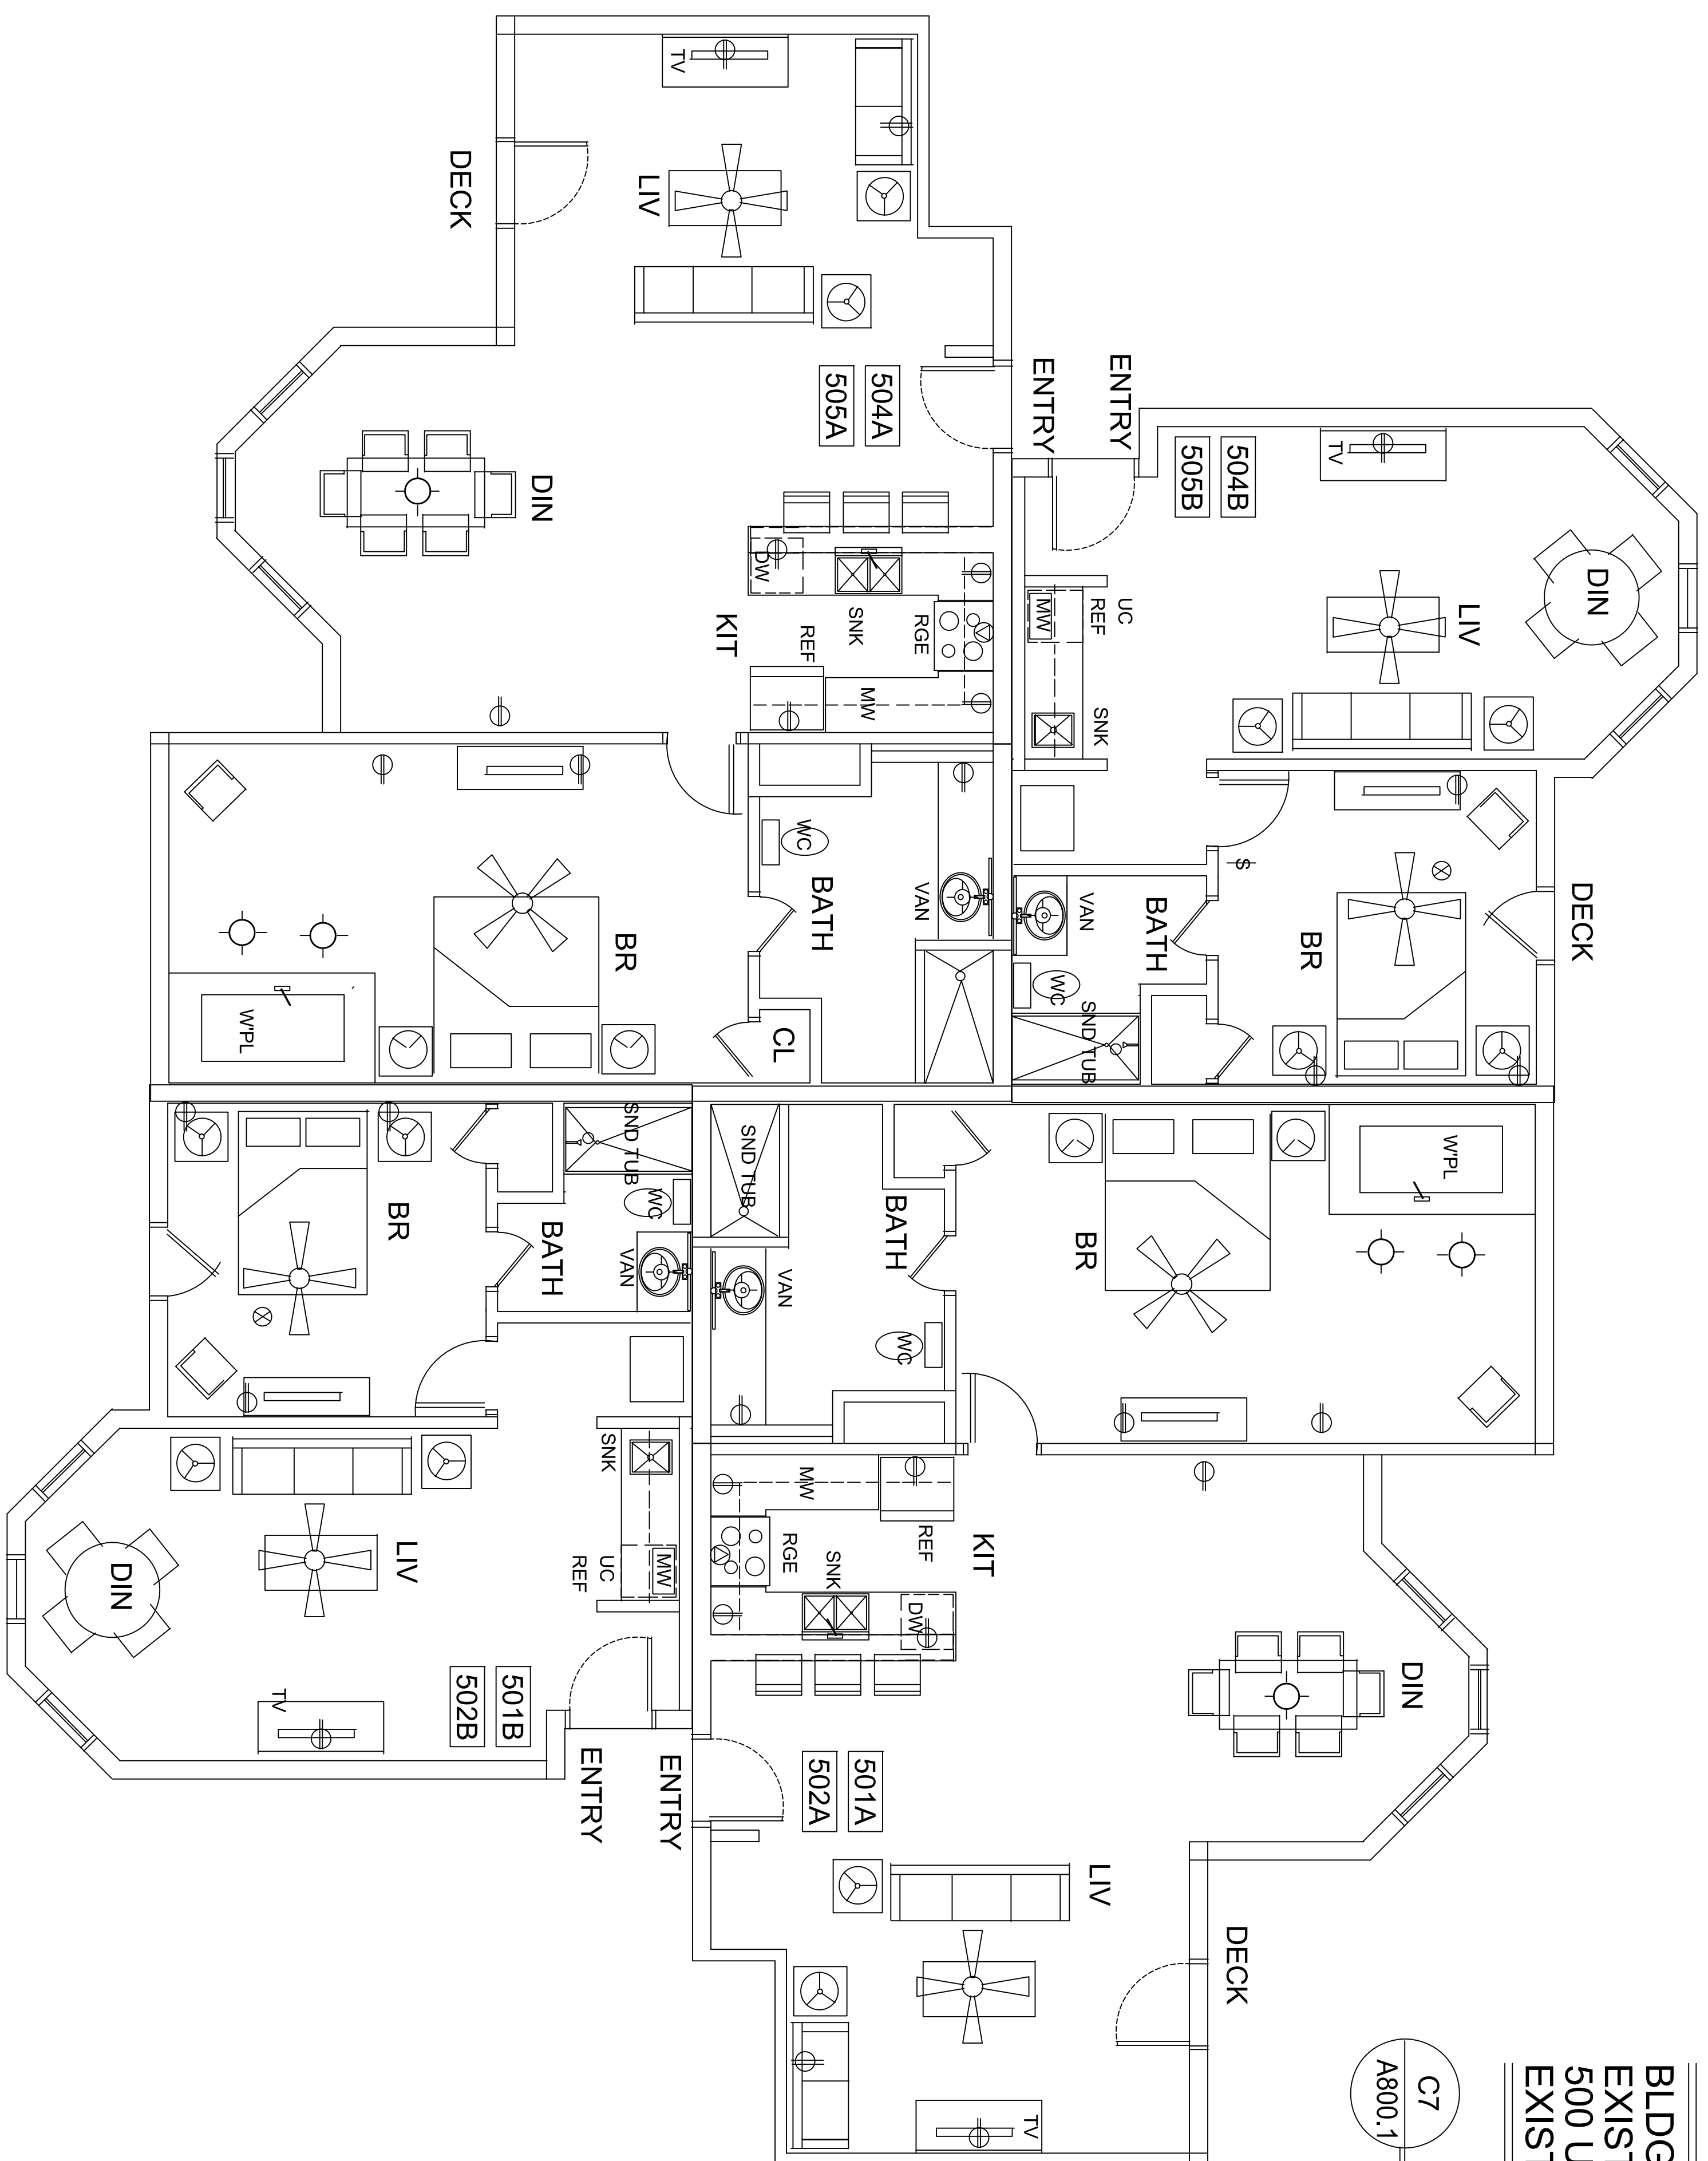 BLDG
EXIST
500 U
EXIST
C7
A800.1
DIN
LIV
TV
504B
505B
ENTRY
ENTRY
UC
REF
MW
SNK
DECK
BR
S
BATH
VAN
WC
SND TUB
TV
LIV
DECK
504A
505A
DIN
DW
SNK
RGE
REF
KIT
MW
WC
BATH
VAN
BR
CL
W'PL
W'PL
BR
BATH
SND TUB
VAN
WC
KIT
MW
REF
RGE
SNK
DW
DIN
501A
502A
LIV
DECK
TV
SND TUB
WC
VAN
BATH
BR
SNK
MW
UC
REF
LIV
DIN
TV
501B
502B
ENTRY
ENTRY